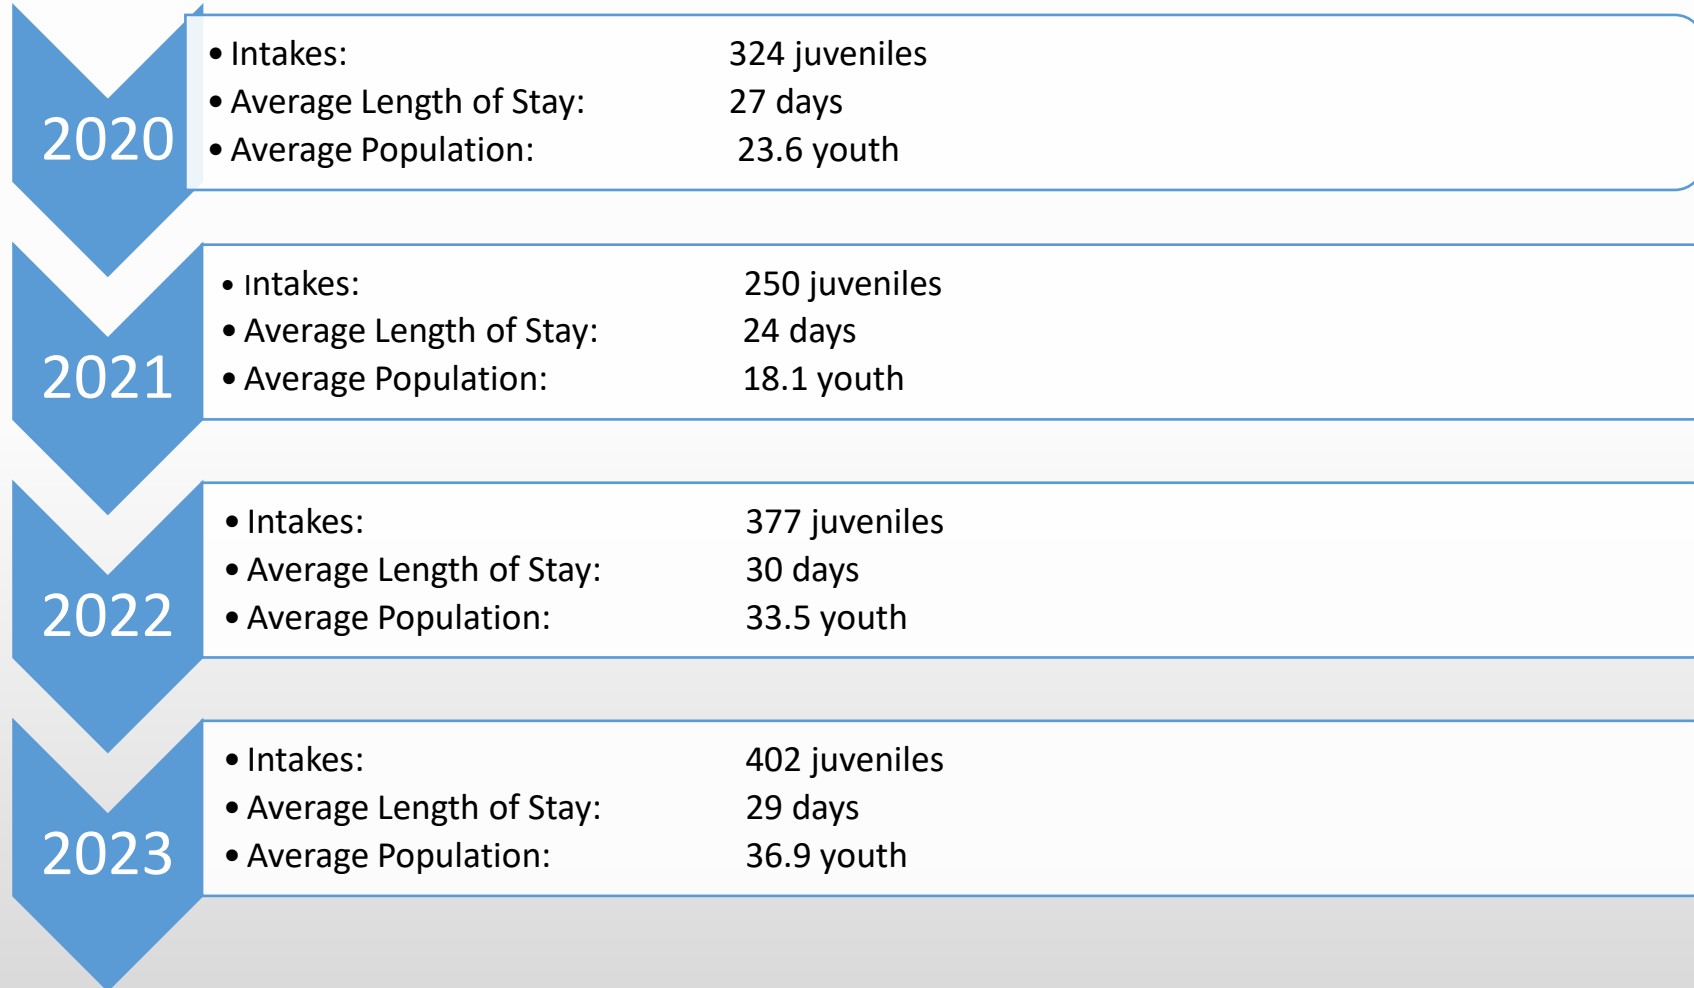 2020
• Intakes: 324 juveniles
• Average Length of Stay: 27 days
• Average Population: 23.6 youth
2021
• Intakes: 250 juveniles
• Average Length of Stay: 24 days
• Average Population: 18.1 youth
2022
• Intakes: 377 juveniles
• Average Length of Stay: 30 days
• Average Population: 33.5 youth
2023
• Intakes: 402 juveniles
• Average Length of Stay: 29 days
• Average Population: 36.9 youth